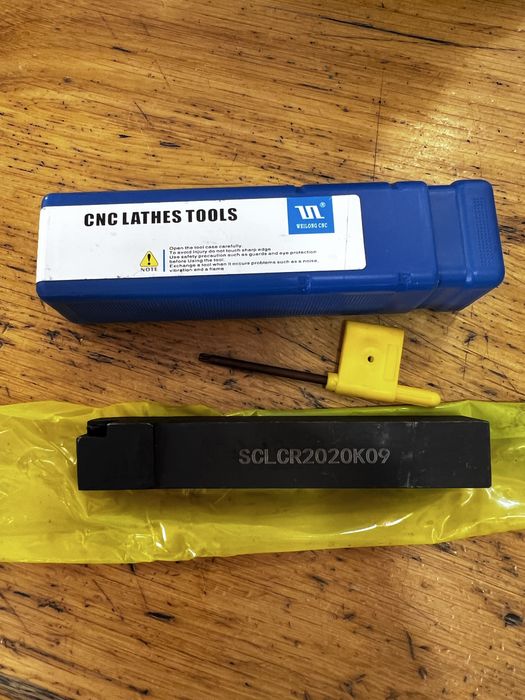 CNC LATHES TOOLS
®
WEILONG CNC
NOTE
Open the tool case carefully.
To avoid injury do not touch sharp edge
Use safety precaution such as guards and eye protection
before Using the tool.
Exchange a tool when it occurs problems such as a noise,
vibration and a flame
SCLCR2020K09